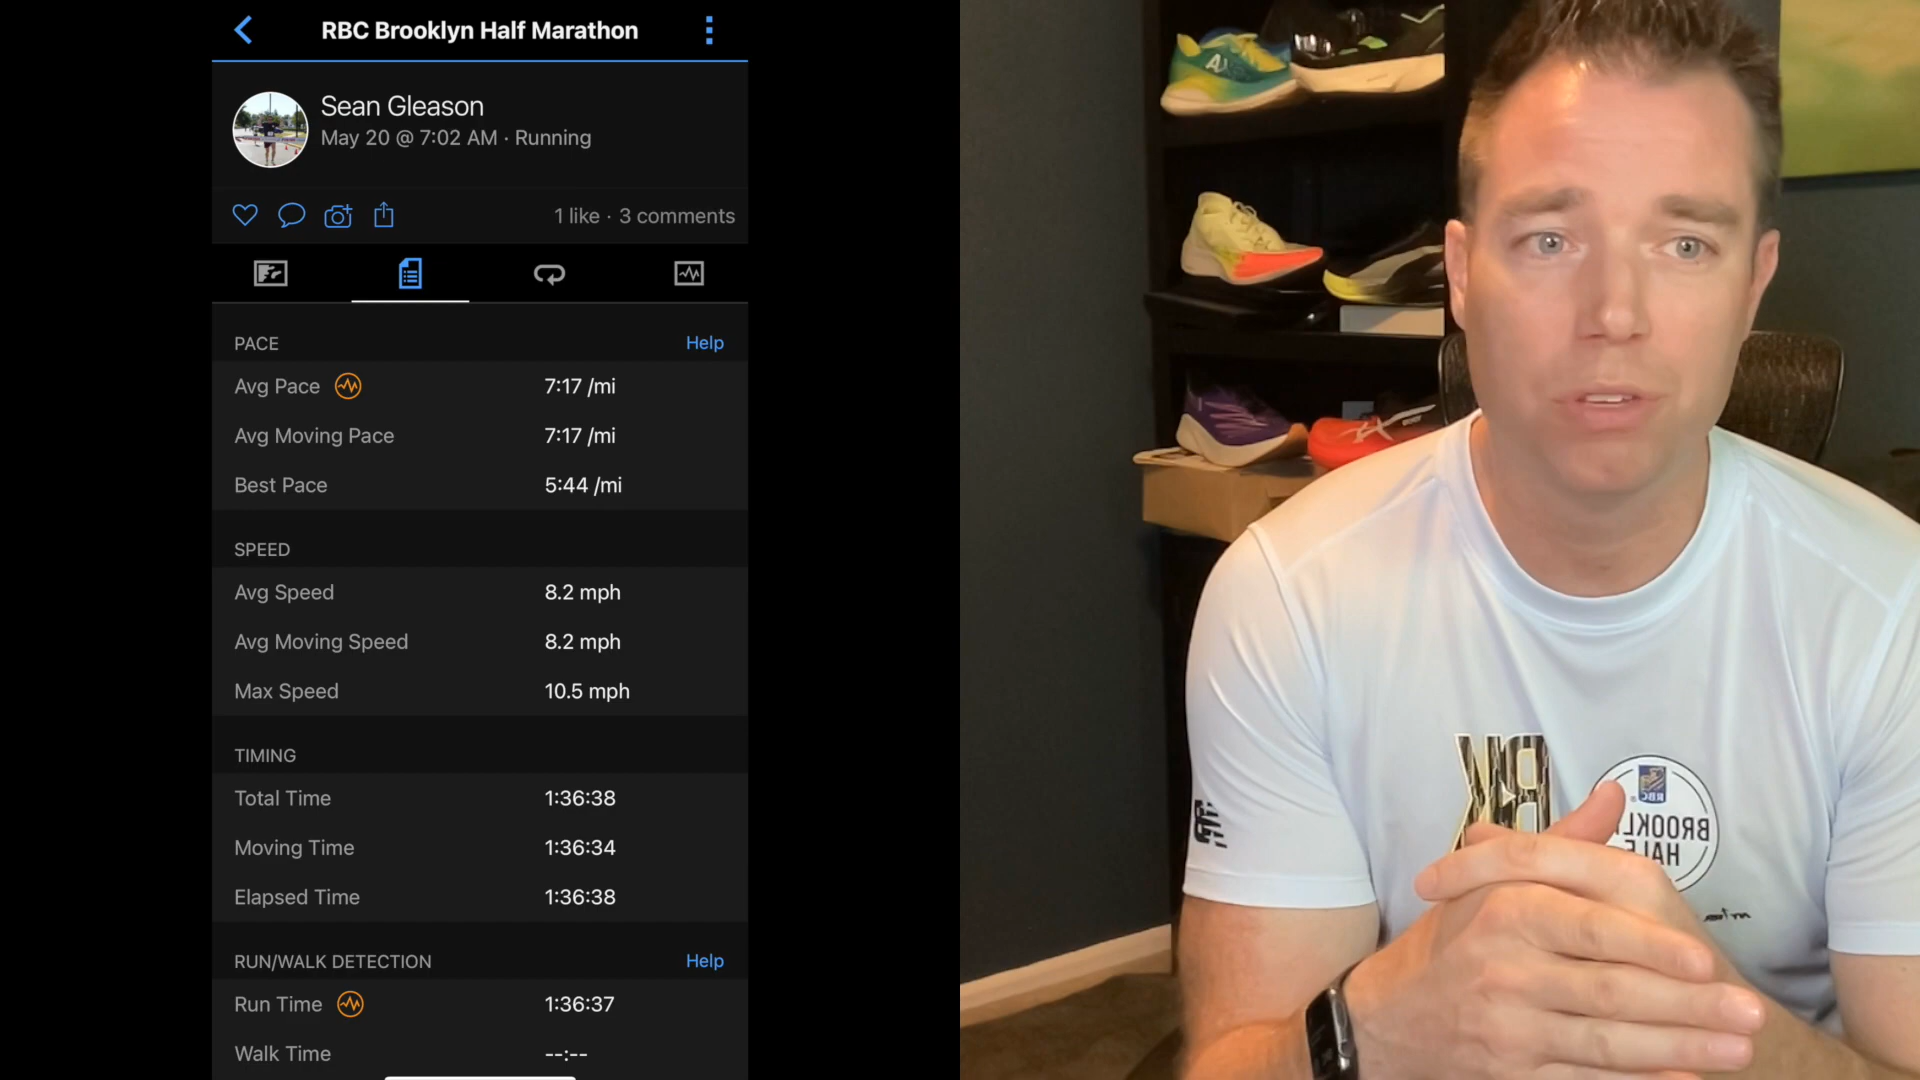 RBC Brooklyn Half Marathon
Sean Gleason
May 20 @ 7:02 AM · Running
1 like · 3 comments
PACE Help
Avg Pace 7:17 /mi
Avg Moving Pace 7:17 /mi
Best Pace 5:44 /mi
SPEED
Avg Speed 8.2 mph
Avg Moving Speed 8.2 mph
Max Speed 10.5 mph
TIMING
Total Time 1:36:38
Moving Time 1:36:34
Elapsed Time 1:36:38
RUN/WALK DETECTION Help
Run Time 1:36:37
Walk Time --:--
BK
RBC
BROOKL
HALF